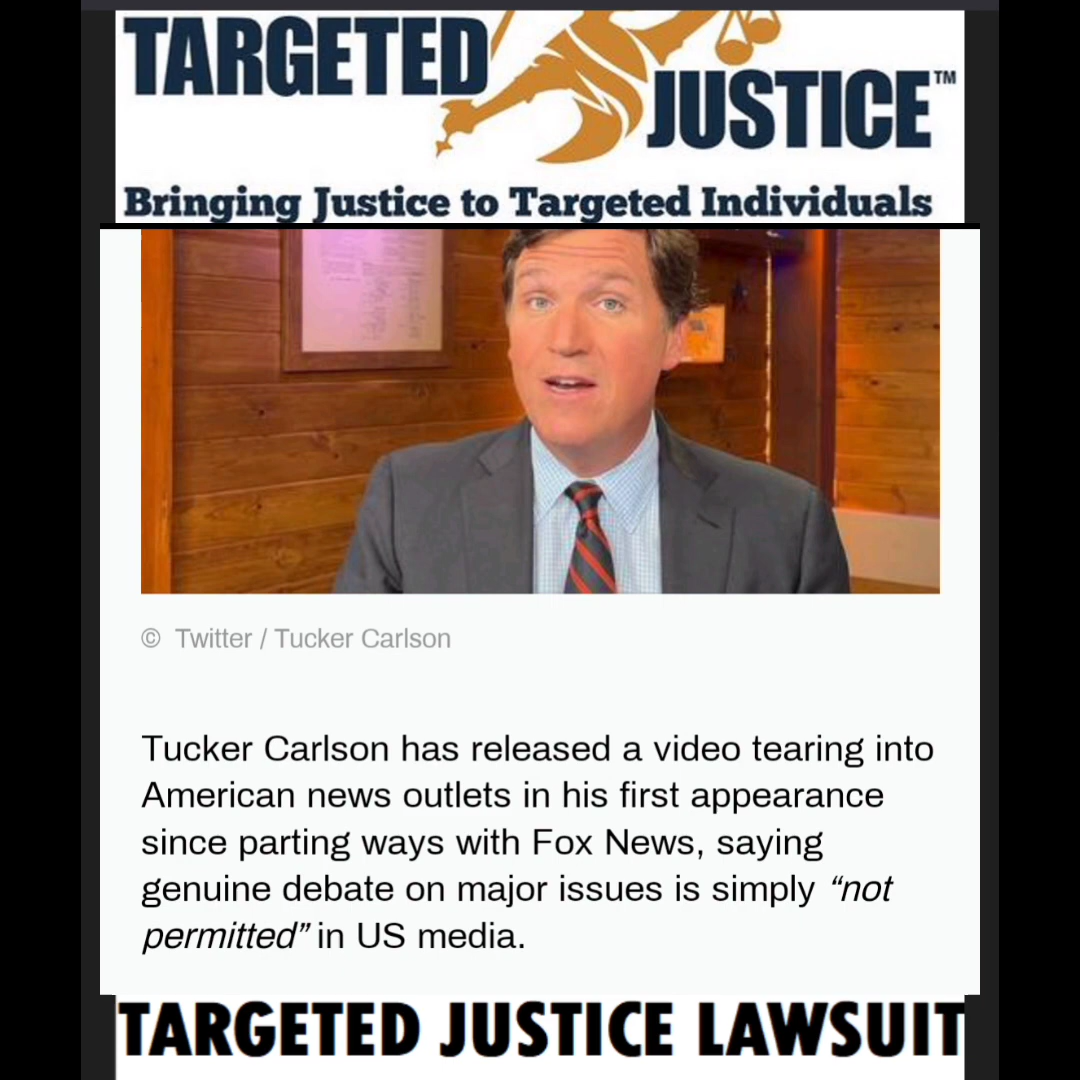 TARGETED
JUSTICE™
Bringing Justice to Targeted Individuals
© Twitter / Tucker Carlson
Tucker Carlson has released a video tearing into
American news outlets in his first appearance
since parting ways with Fox News, saying
genuine debate on major issues is simply “not
permitted” in US media.
TARGETED JUSTICE LAWSUIT